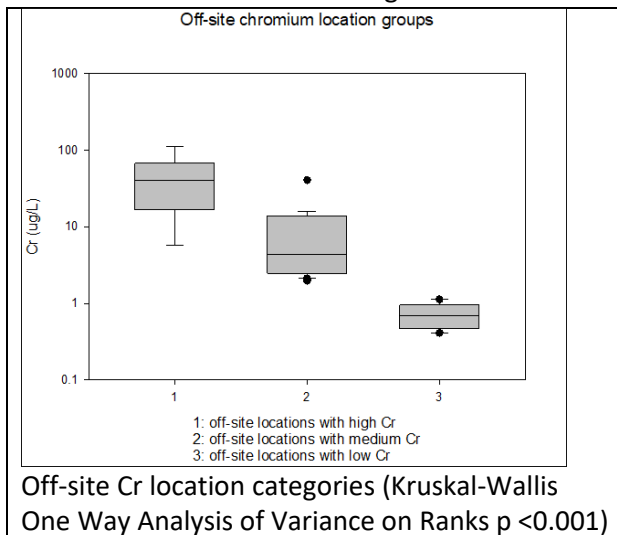 Off-site chromium location groups
1000
100
10
1
0.1
Cr (ug/L)
1
2
3
1: off-site locations with high Cr
2: off-site locations with medium Cr
3: off-site locations with low Cr
Off-site Cr location categories (Kruskal-Wallis
One Way Analysis of Variance on Ranks p <0.001)